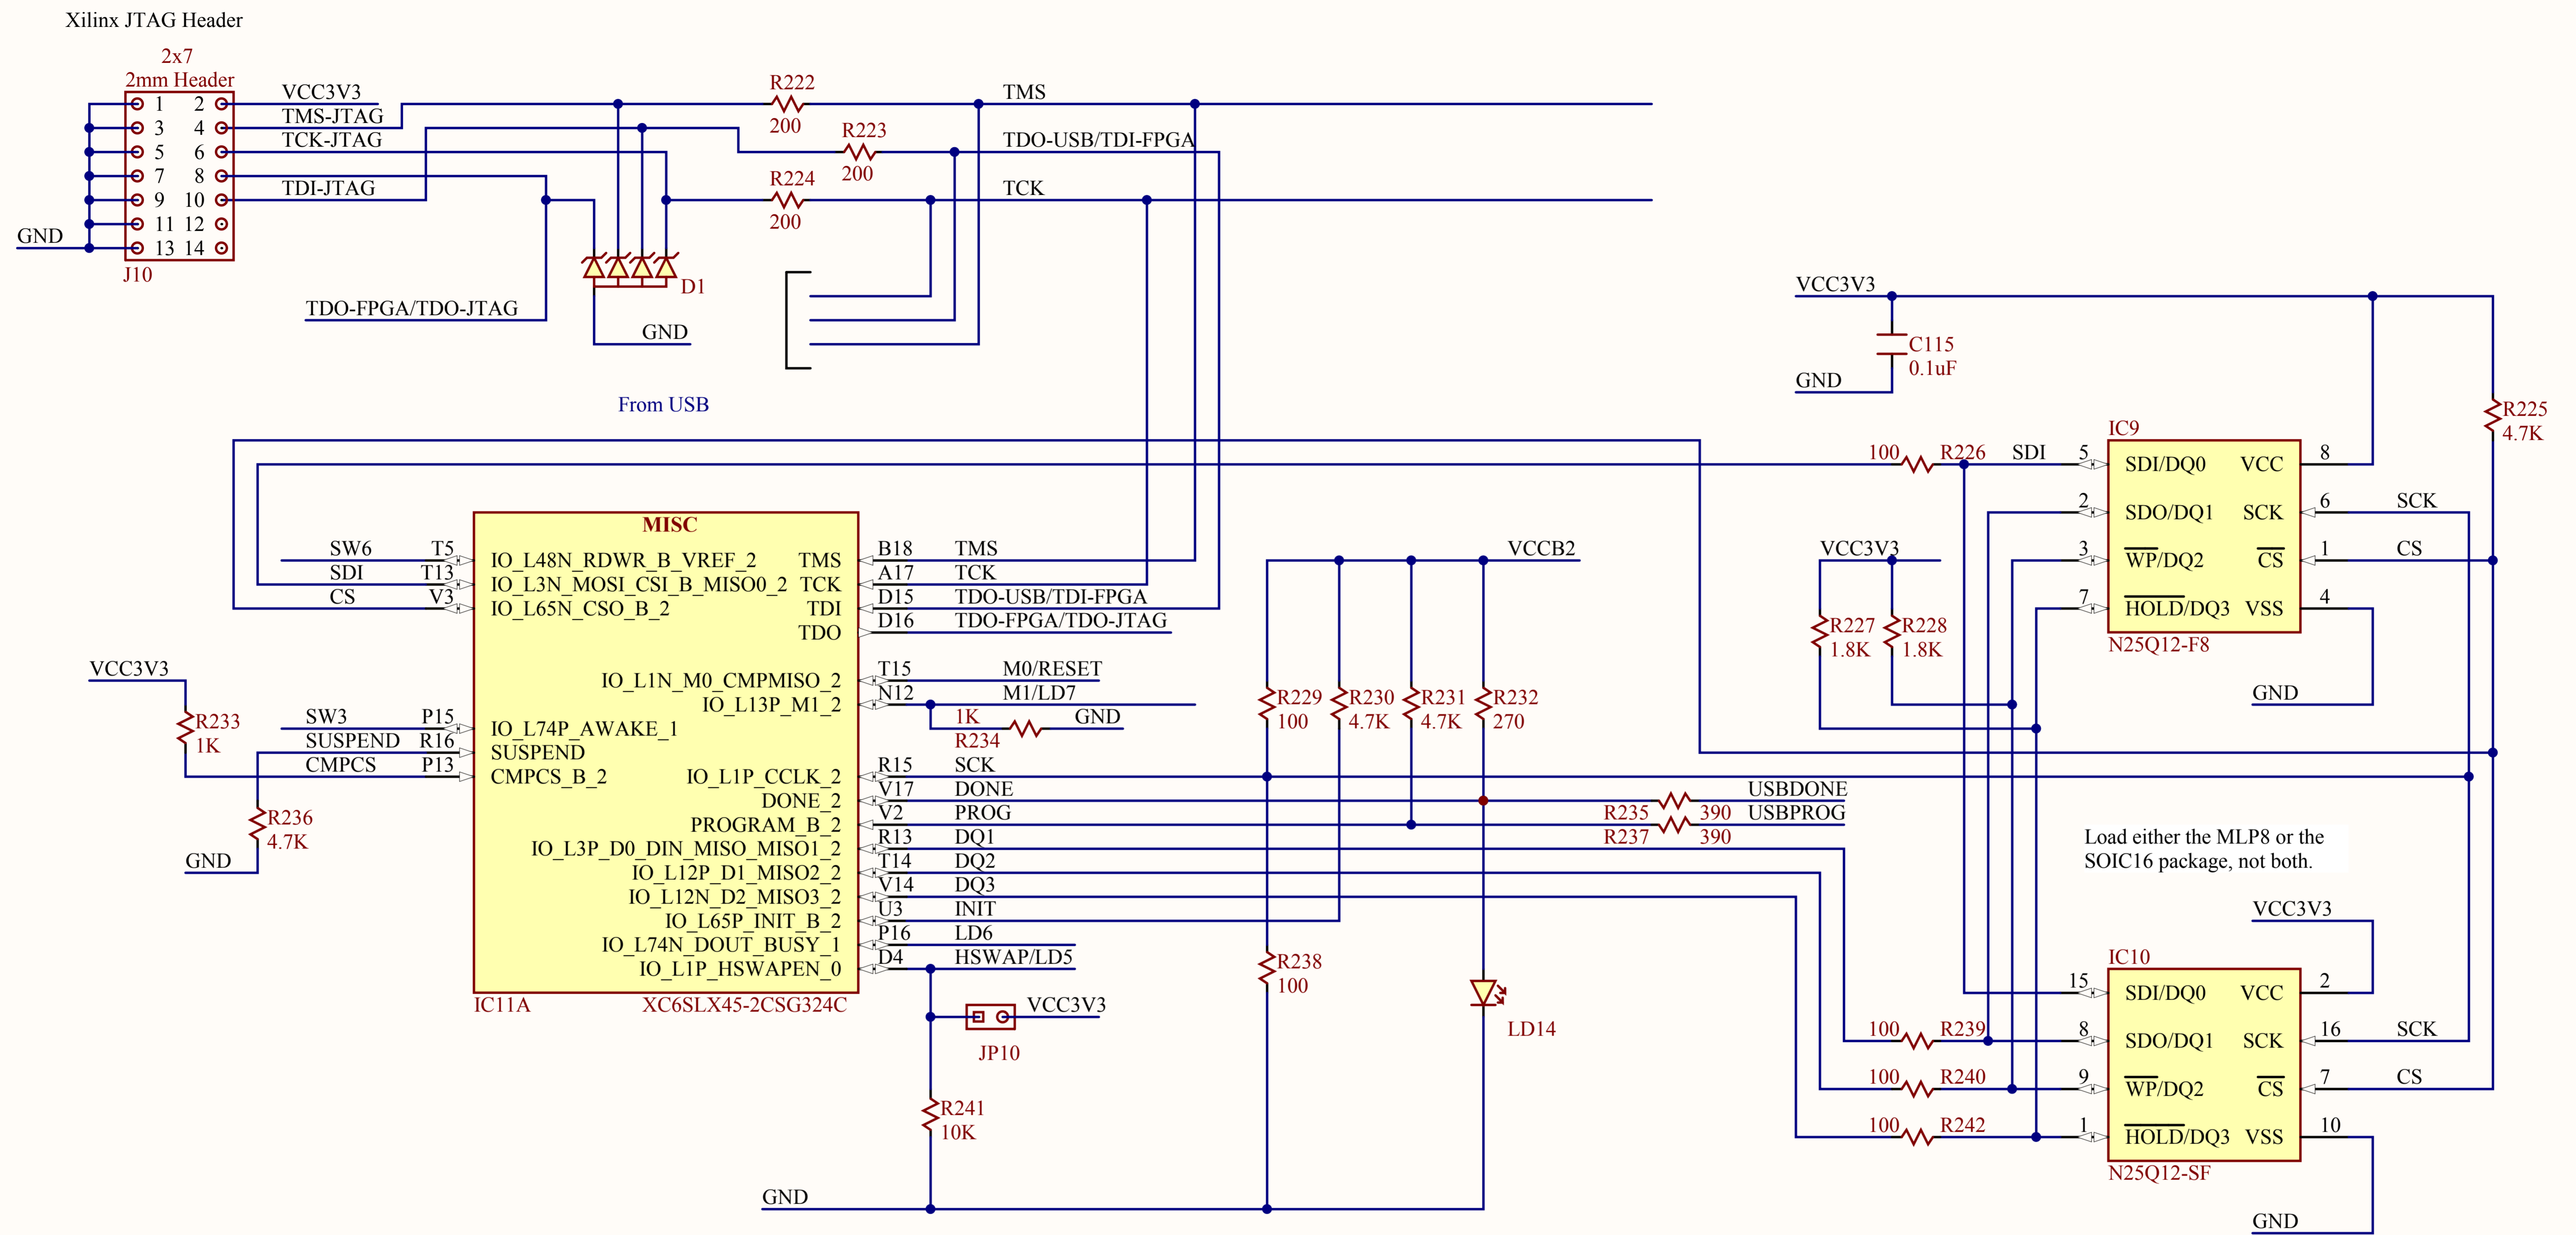 Xilinx JTAG Header
2x7
2mm Header
1 2
3 4
5 6
7 8
9 10
11 12
13 14
J10
GND
VCC3V3
TMS-JTAG
TCK-JTAG
TDI-JTAG
TDO-FPGA/TDO-JTAG
R222
200
R223
200
R224
200
TMS
TDO-USB/TDI-FPGA
TCK
D1
GND
From USB
VCC3V3
C115
0.1uF
GND
R225
4.7K
100 R226 SDI
IC9
5 SDI/DQ0 VCC 8
2 SDO/DQ1 SCK 6 SCK
3 WP/DQ2 CS 1 CS
7 HOLD/DQ3 VSS 4
N25Q12-F8
GND
VCC3V3
R227
1.8K
R228
1.8K
MISC
SW6 T5 IO_L48N_RDWR_B_VREF_2
SDI T13 IO_L3N_MOSI_CSI_B_MISO0_2
CS V3 IO_L65N_CSO_B_2
TMS B18 TMS
TCK A17 TCK
TDI D15 TDO-USB/TDI-FPGA
TDO D16 TDO-FPGA/TDO-JTAG
IO_L1N_M0_CMPMISO_2 T15 M0/RESET
IO_L13P_M1_2 N12 M1/LD7
1K
R234
GND
VCC3V3
R233
1K
SW3 P15 IO_L74P_AWAKE_1
SUSPEND R16 SUSPEND
CMPCS P13 CMPCS_B_2
R236
4.7K
GND
IO_L1P_CCLK_2 R15 SCK
DONE_2 V17 DONE
PROGRAM_B_2 V2 PROG
IO_L3P_D0_DIN_MISO_MISO1_2 R13 DQ1
IO_L12P_D1_MISO2_2 T14 DQ2
IO_L12N_D2_MISO3_2 V14 DQ3
IO_L65P_INIT_B_2 U3 INIT
IO_L74N_DOUT_BUSY_1 P16 LD6
IO_L1P_HSWAPEN_0 D4 HSWAP/LD5
IC11A XC6SLX45-2CSG324C
VCC3V3
JP10
R241
10K
GND
VCCB2
R229
100
R230
4.7K
R231
4.7K
R232
270
USBDONE
R235 390 USBPROG
R237 390
R238
100
LD14
Load either the MLP8 or the
SOIC16 package, not both.
VCC3V3
IC10
15 SDI/DQ0 VCC 2
100 R239 8 SDO/DQ1 SCK 16 SCK
100 R240 9 WP/DQ2 CS 7 CS
100 R242 1 HOLD/DQ3 VSS 10
N25Q12-SF
GND